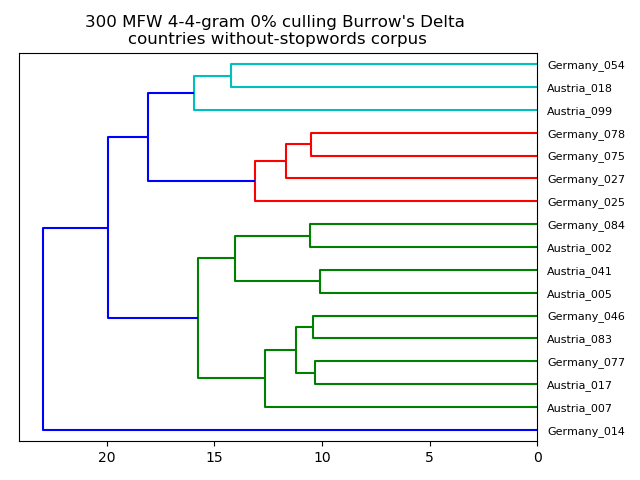 300 MFW 4-4-gram 0% culling Burrow's Delta
countries without-stopwords corpus
Germany_054
Austria_018
Austria_099
Germany_078
Germany_075
Germany_027
Germany_025
Germany_084
Austria_002
Austria_041
Austria_005
Germany_046
Austria_083
Germany_077
Austria_017
Austria_007
Germany_014
20 15 10 5 0